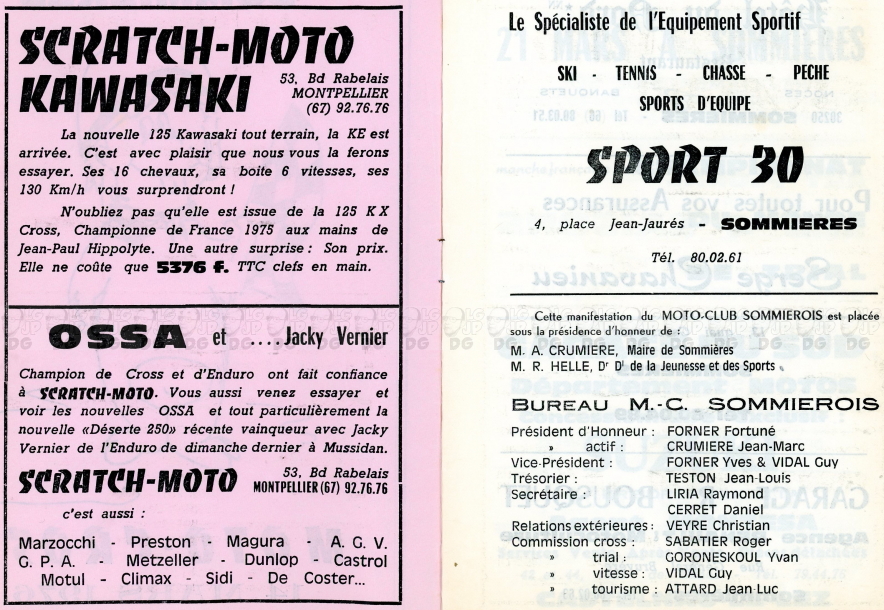 SCRATCH-MOTO
KAWASAKI
53, Bd Rabelais
MONTPELLIER
(67) 92.76.76
La nouvelle 125 Kawasaki tout terrain, la KE est
arrivée. C'est avec plaisir que nous vous la ferons
essayer. Ses 16 chevaux, sa boite 6 vitesses, ses
130 Km/h vous surprendront !
N'oubliez pas qu'elle est issue de la 125 KX
Cross, Championne de France 1975 aux mains de
Jean-Paul Hippolyte. Une autre surprise : Son prix.
Elle ne coûte que 5376 f. TTC clefs en main.
OSSA et ....Jacky Vernier
Champion de Cross et d'Enduro ont fait confiance
à SCRATCH-MOTO. Vous aussi venez essayer et
voir les nouvelles OSSA et tout particulièrement la
nouvelle «Déserte 250» récente vainqueur avec Jacky
Vernier de l'Enduro de dimanche dernier à Mussidan.
SCRATCH-MOTO
53, Bd Rabelais
MONTPELLIER (67) 92.76.76
c'est aussi :
Marzocchi - Preston - Magura - A. G. V.
G. P. A. - Metzeller - Dunlop - Castrol
Motul - Climax - Sidi - De Coster...
Le Spécialiste de l'Equipement Sportif
SKI - TENNIS - CHASSE - PECHE
SPORTS D'EQUIPE
SPORT 30
4, place Jean-Jaurés - SOMMIERES
Tél. 80.02.61
Cette manifestation du MOTO-CLUB SOMMIEROIS est placée
sous la présidence d'honneur de :
M. A. CRUMIERE, Maire de Sommières
M. R. HELLE, Dr Dl de la Jeunesse et des Sports
BUREAU M.-C. SOMMIEROIS
Président d'Honneur : FORNER Fortuné
» actif : CRUMIERE Jean-Marc
Vice-Président : FORNER Yves & VIDAL Guy
Trésorier : TESTON Jean-Louis
Secrétaire : LIRIA Raymond
CERRET Daniel
Relations extérieures : VEYRE Christian
Commission cross : SABATIER Roger
» trial : GORONESKOUL Yvan
» vitesse : VIDAL Guy
» tourisme : ATTARD Jean-Luc